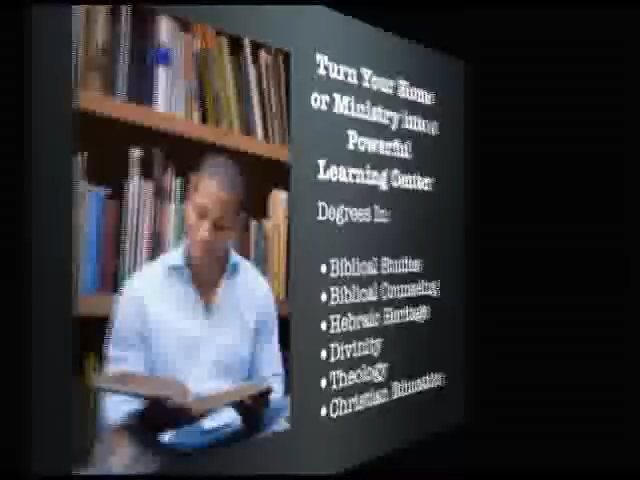 Turn Your Home
or Ministry Into a
Powerful
Learning Center
Degrees In:
• Biblical Studies
• Biblical Counseling
• Hebraic Heritage
• Divinity
• Theology
• Christian Education